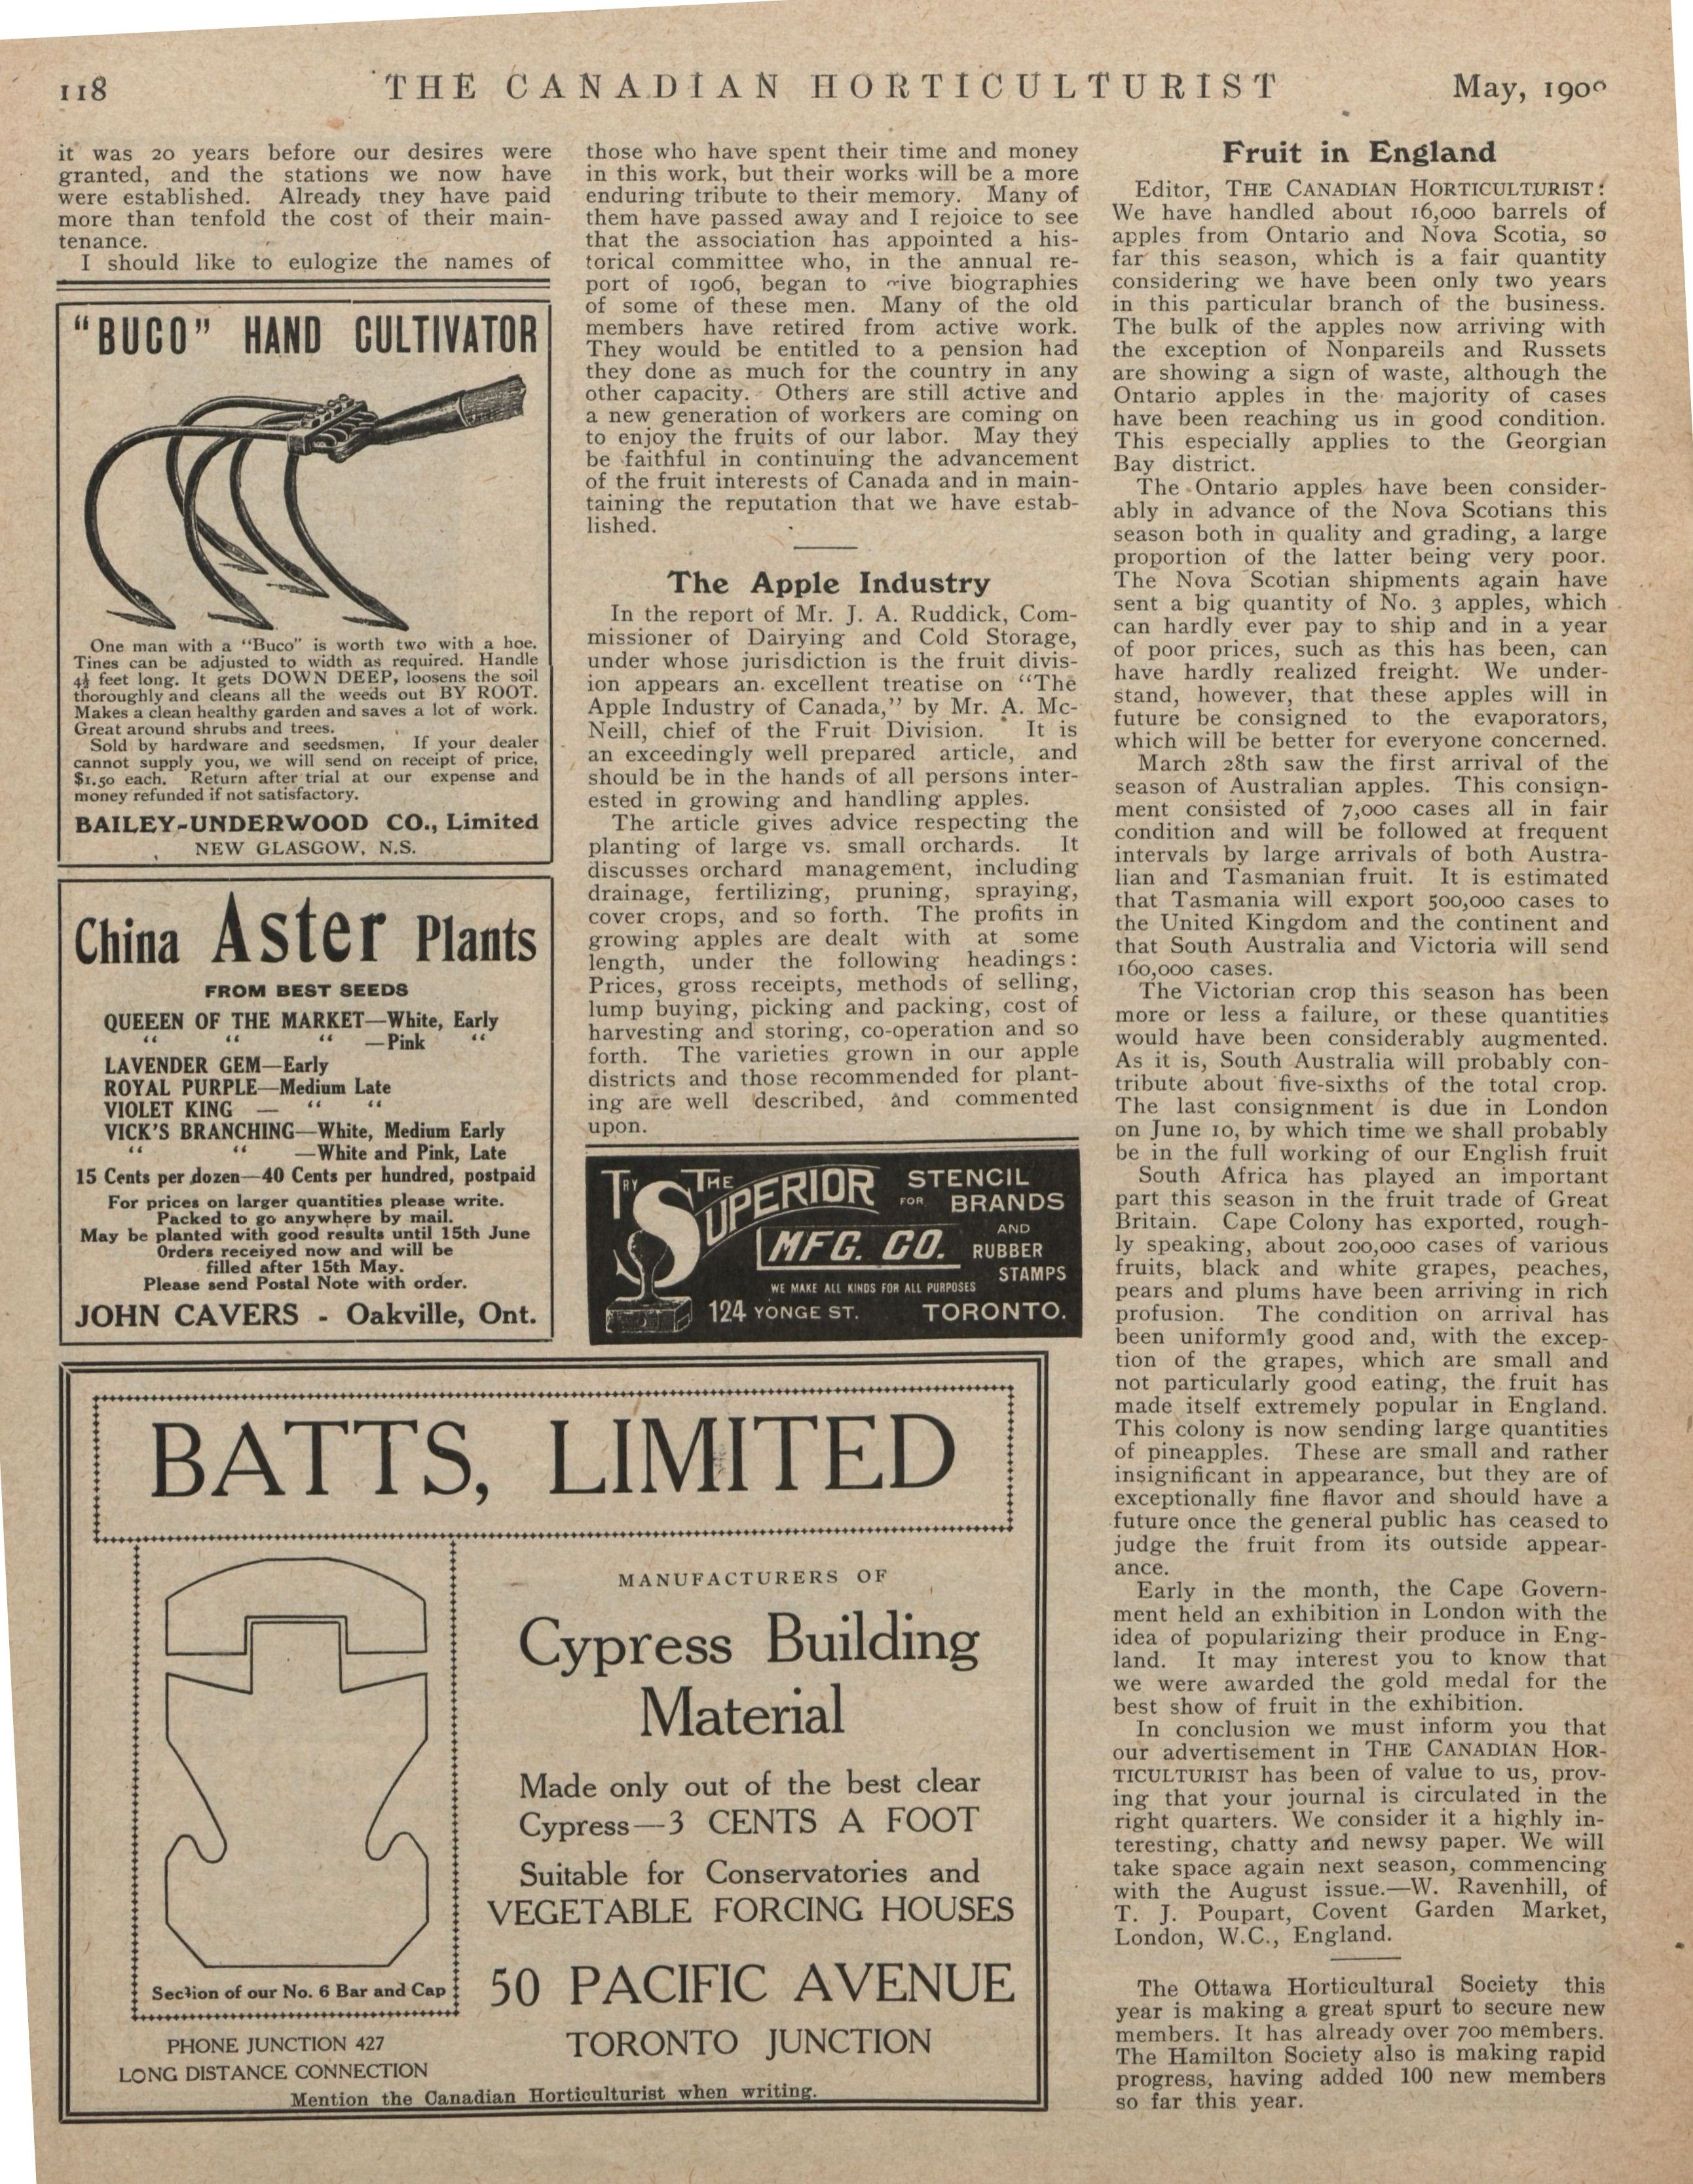 118
THE CANADIAN HORTICULTURIST
May, 190
it was 20 years before our desires were
granted, and the stations we now have
were established. Already they have paid
more than tenfold the cost of their main-
tenance.
I should like to eulogize the names of
"BUCO" HAND CULTIVATOR
One man with a "Buco" is worth two with a hoe.
Tines can be adjusted to width as required. Handle
4½ feet long. It gets DOWN DEEP, loosens the soil
thoroughly and cleans all the weeds out BY ROOT.
Makes a clean healthy garden and saves a lot of work.
Great around shrubs and trees.
Sold by hardware and seedsmen, If your dealer
cannot supply you, we will send on receipt of price,
$1.50 each. Return after trial at our expense and
money refunded if not satisfactory.
BAILEY-UNDERWOOD CO., Limited
NEW GLASGOW, N.S.
China Aster Plants
FROM BEST SEEDS
QUEEEN OF THE MARKET—White, Early
" " " —Pink "
LAVENDER GEM—Early
ROYAL PURPLE—Medium Late
VIOLET KING — " "
VICK'S BRANCHING—White, Medium Early
" " —White and Pink, Late
15 Cents per dozen—40 Cents per hundred, postpaid
For prices on larger quantities please write.
Packed to go anywhere by mail.
May be planted with good results until 15th June
Orders received now and will be
filled after 15th May.
Please send Postal Note with order.
JOHN CAVERS - Oakville, Ont.
those who have spent their time and money
in this work, but their works will be a more
enduring tribute to their memory. Many of
them have passed away and I rejoice to see
that the association has appointed a his-
torical committee who, in the annual re-
port of 1906, began to ive biographies
of some of these men. Many of the old
members have retired from active work.
They would be entitled to a pension had
they done as much for the country in any
other capacity. Others are still active and
a new generation of workers are coming on
to enjoy the fruits of our labor. May they
be faithful in continuing the advancement
of the fruit interests of Canada and in main-
taining the reputation that we have estab-
lished.
The Apple Industry
In the report of Mr. J. A. Ruddick, Com-
missioner of Dairying and Cold Storage,
under whose jurisdiction is the fruit divis-
ion appears an excellent treatise on "The
Apple Industry of Canada," by Mr. A. Mc-
Neill, chief of the Fruit Division. It is
an exceedingly well prepared article, and
should be in the hands of all persons inter-
ested in growing and handling apples.
The article gives advice respecting the
planting of large vs. small orchards. It
discusses orchard management, including
drainage, fertilizing, pruning, spraying,
cover crops, and so forth. The profits in
growing apples are dealt with at some
length, under the following headings:
Prices, gross receipts, methods of selling,
lump buying, picking and packing, cost of
harvesting and storing, co-operation and so
forth. The varieties grown in our apple
districts and those recommended for plant-
ing are well described, and commented
upon.
TRY THE SUPERIOR MFG. CO.
FOR STENCIL
BRANDS
AND
RUBBER
STAMPS
WE MAKE ALL KINDS FOR ALL PURPOSES
124 YONGE ST. TORONTO.
BATTS, LIMITED
MANUFACTURERS OF
Cypress Building
Material
Made only out of the best clear
Cypress—3 CENTS A FOOT
Suitable for Conservatories and
VEGETABLE FORCING HOUSES
50 PACIFIC AVENUE
TORONTO JUNCTION
Section of our No. 6 Bar and Cap
PHONE JUNCTION 427
LONG DISTANCE CONNECTION
Mention the Canadian Horticulturist when writing.
Fruit in England
Editor, THE CANADIAN HORTICULTURIST:
We have handled about 16,000 barrels of
apples from Ontario and Nova Scotia, so
far this season, which is a fair quantity
considering we have been only two years
in this particular branch of the business.
The bulk of the apples now arriving with
the exception of Nonpareils and Russets
are showing a sign of waste, although the
Ontario apples in the majority of cases
have been reaching us in good condition.
This especially applies to the Georgian
Bay district.
The Ontario apples have been consider-
ably in advance of the Nova Scotians this
season both in quality and grading, a large
proportion of the latter being very poor.
The Nova Scotian shipments again have
sent a big quantity of No. 3 apples, which
can hardly ever pay to ship and in a year
of poor prices, such as this has been, can
have hardly realized freight. We under-
stand, however, that these apples will in
future be consigned to the evaporators,
which will be better for everyone concerned.
March 28th saw the first arrival of the
season of Australian apples. This consign-
ment consisted of 7,000 cases all in fair
condition and will be followed at frequent
intervals by large arrivals of both Austra-
lian and Tasmanian fruit. It is estimated
that Tasmania will export 500,000 cases to
the United Kingdom and the continent and
that South Australia and Victoria will send
160,000 cases.
The Victorian crop this season has been
more or less a failure, or these quantities
would have been considerably augmented.
As it is, South Australia will probably con-
tribute about five-sixths of the total crop.
The last consignment is due in London
on June 10, by which time we shall probably
be in the full working of our English fruit
South Africa has played an important
part this season in the fruit trade of Great
Britain. Cape Colony has exported, rough-
ly speaking, about 200,000 cases of various
fruits, black and white grapes, peaches,
pears and plums have been arriving in rich
profusion. The condition on arrival has
been uniformly good and, with the excep-
tion of the grapes, which are small and
not particularly good eating, the fruit has
made itself extremely popular in England.
This colony is now sending large quantities
of pineapples. These are small and rather
insignificant in appearance, but they are of
exceptionally fine flavor and should have a
future once the general public has ceased to
judge the fruit from its outside appear-
ance.
Early in the month, the Cape Govern-
ment held an exhibition in London with the
idea of popularizing their produce in Eng-
land. It may interest you to know that
we were awarded the gold medal for the
best show of fruit in the exhibition.
In conclusion we must inform you that
our advertisement in THE CANADIAN HOR-
TICULTURIST has been of value to us, prov-
ing that your journal is circulated in the
right quarters. We consider it a highly in-
teresting, chatty and newsy paper. We will
take space again next season, commencing
with the August issue.—W. Ravenhill, of
T. J. Poupart, Covent Garden Market,
London, W.C., England.
The Ottawa Horticultural Society this
year is making a great spurt to secure new
members. It has already over 700 members.
The Hamilton Society also is making rapid
progress, having added 100 new members
so far this year.